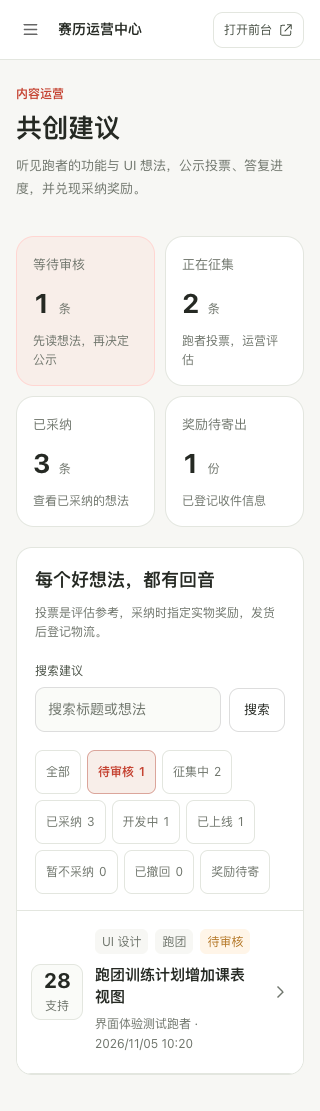 赛历运营中心
打开前台
内容运营
共创建议
听见跑者的功能与 UI 想法，公示投票、答复进
度，并兑现采纳奖励。
等待审核
1 条
先读想法，再决定
公示
正在征集
2 条
跑者投票，运营评
估
已采纳
3 条
查看已采纳的想法
奖励待寄出
1 份
已登记收件信息
每个好想法，都有回音
投票是评估参考，采纳时指定实物奖励，发货
后登记物流。
搜索建议
搜索标题或想法
搜索
全部
待审核 1
征集中 2
已采纳 3
开发中 1
已上线 1
暂不采纳 0
已撤回 0
奖励待寄
UI 设计
跑团
待审核
28
支持
跑团训练计划增加课表
视图
界面体验测试跑者 ·
2026/11/05 10:20